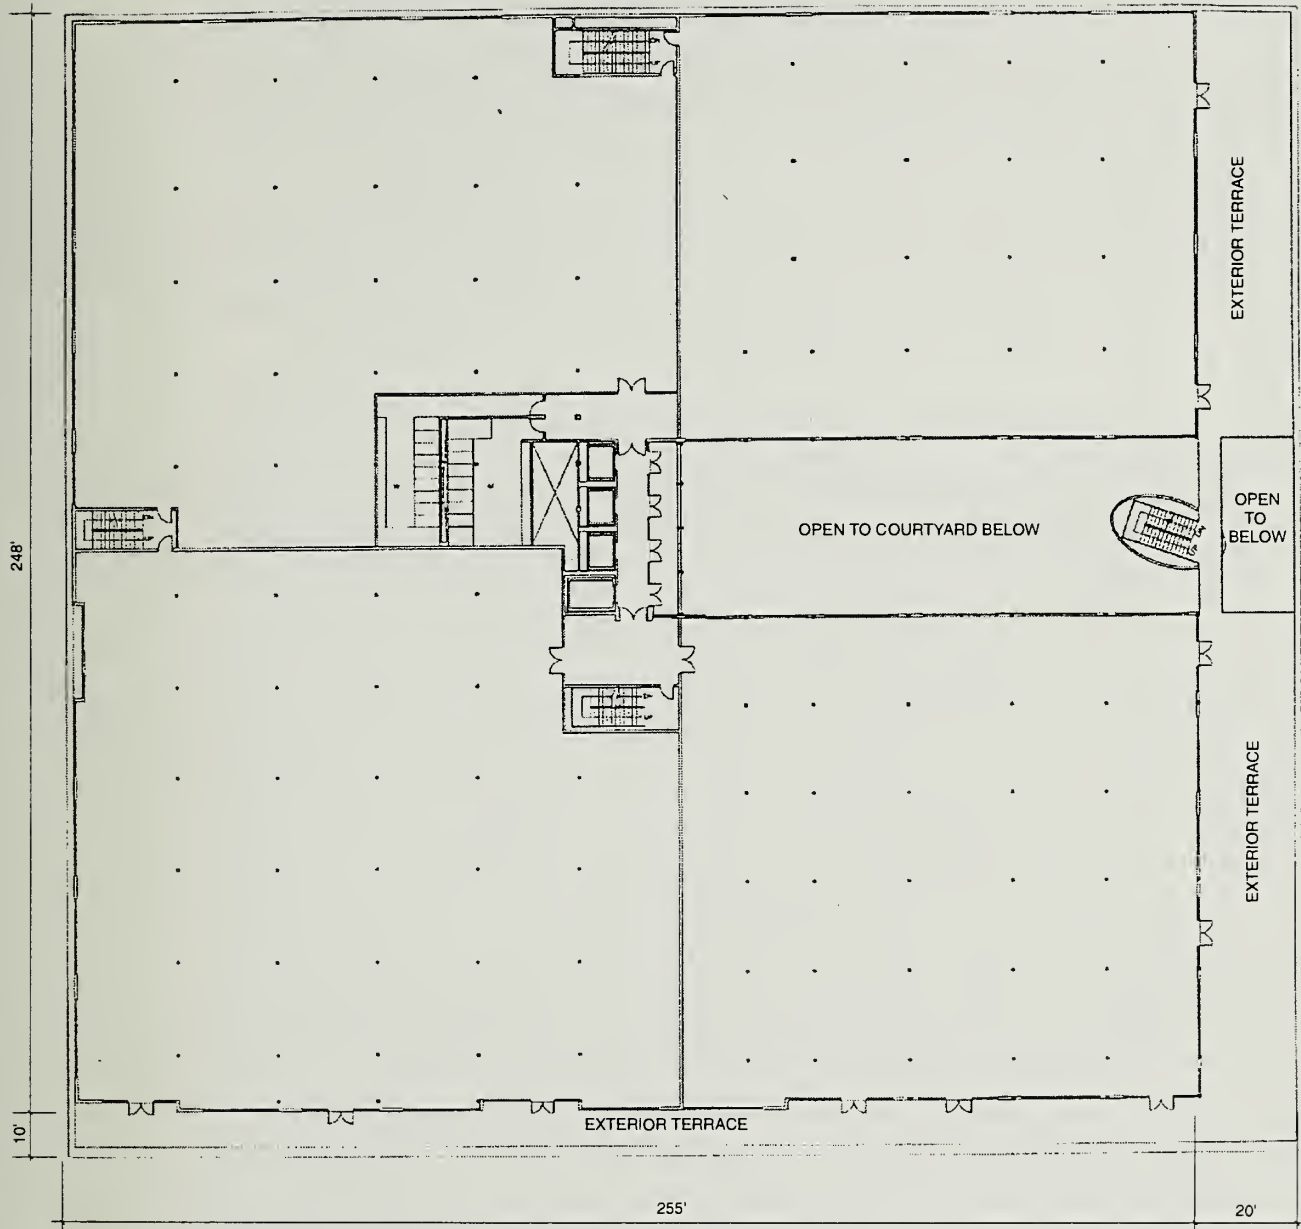 EXTERIOR TERRACE
OPEN TO COURTYARD BELOW
OPEN
TO
BELOW
248'
EXTERIOR TERRACE
EXTERIOR TERRACE
10'
255'
20'